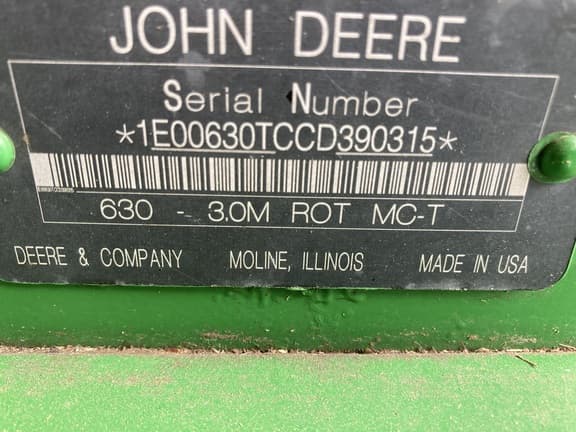 JOHN DEERE
Serial Number
*1E00630TCCD390315*
630 - 3.0M ROT MC-T
DEERE & COMPANY MOLINE, ILLINOIS MADE IN USA